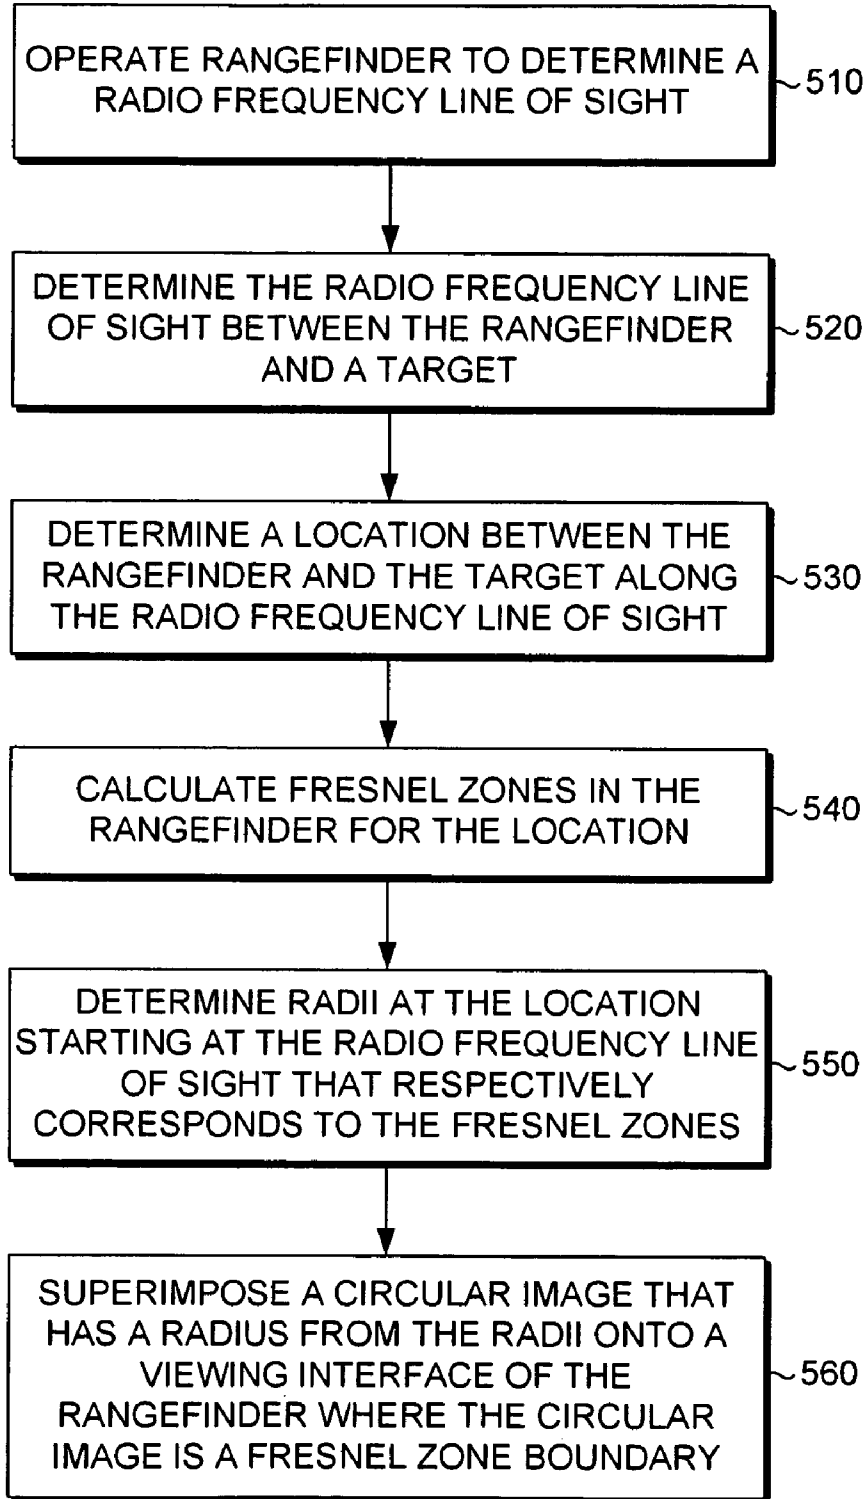 OPERATE RANGEFINDER TO DETERMINE A
RADIO FREQUENCY LINE OF SIGHT
510
DETERMINE THE RADIO FREQUENCY LINE
OF SIGHT BETWEEN THE RANGEFINDER
AND A TARGET
520
DETERMINE A LOCATION BETWEEN THE
RANGEFINDER AND THE TARGET ALONG
THE RADIO FREQUENCY LINE OF SIGHT
530
CALCULATE FRESNEL ZONES IN THE
RANGEFINDER FOR THE LOCATION
540
DETERMINE RADII AT THE LOCATION
STARTING AT THE RADIO FREQUENCY LINE
OF SIGHT THAT RESPECTIVELY
CORRESPONDS TO THE FRESNEL ZONES
550
SUPERIMPOSE A CIRCULAR IMAGE THAT
HAS A RADIUS FROM THE RADII ONTO A
VIEWING INTERFACE OF THE
RANGEFINDER WHERE THE CIRCULAR
IMAGE IS A FRESNEL ZONE BOUNDARY
560